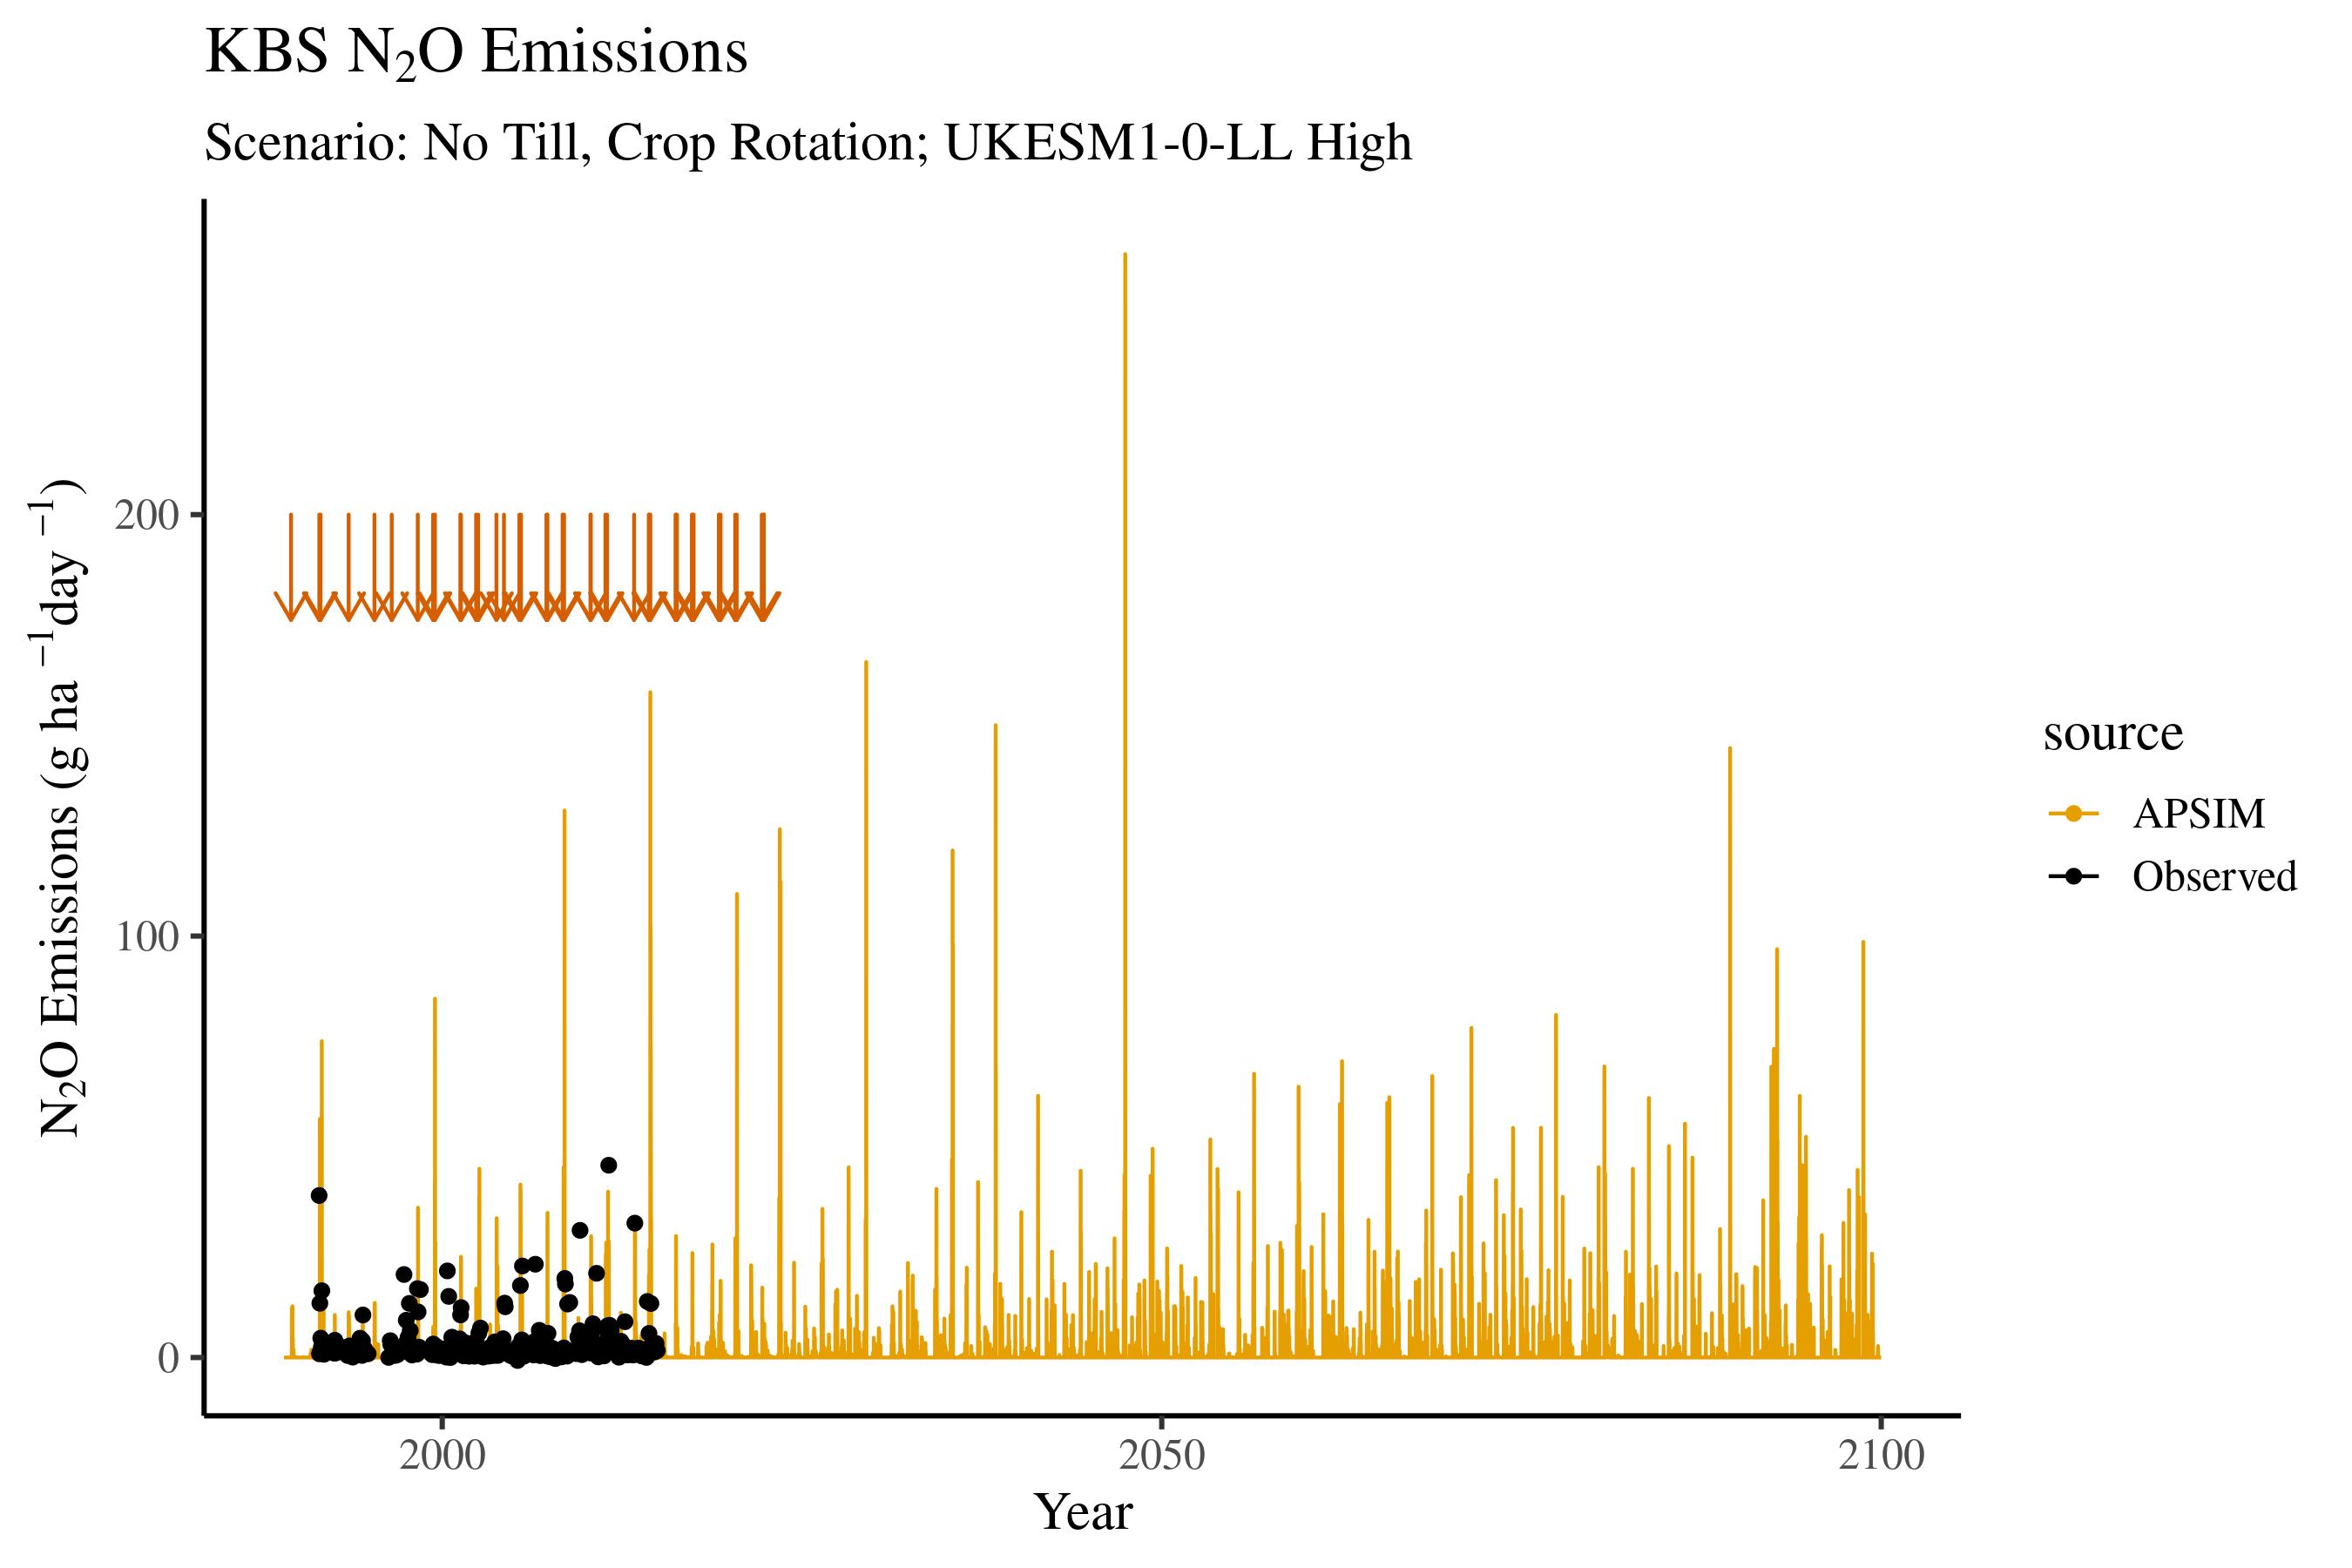 KBS N₂O Emissions
Scenario: No Till, Crop Rotation; UKESM1-0-LL High
N₂O Emissions (g ha ⁻¹day ⁻¹)
200
100
0
2000
2050
2100
Year
source
APSIM
Observed